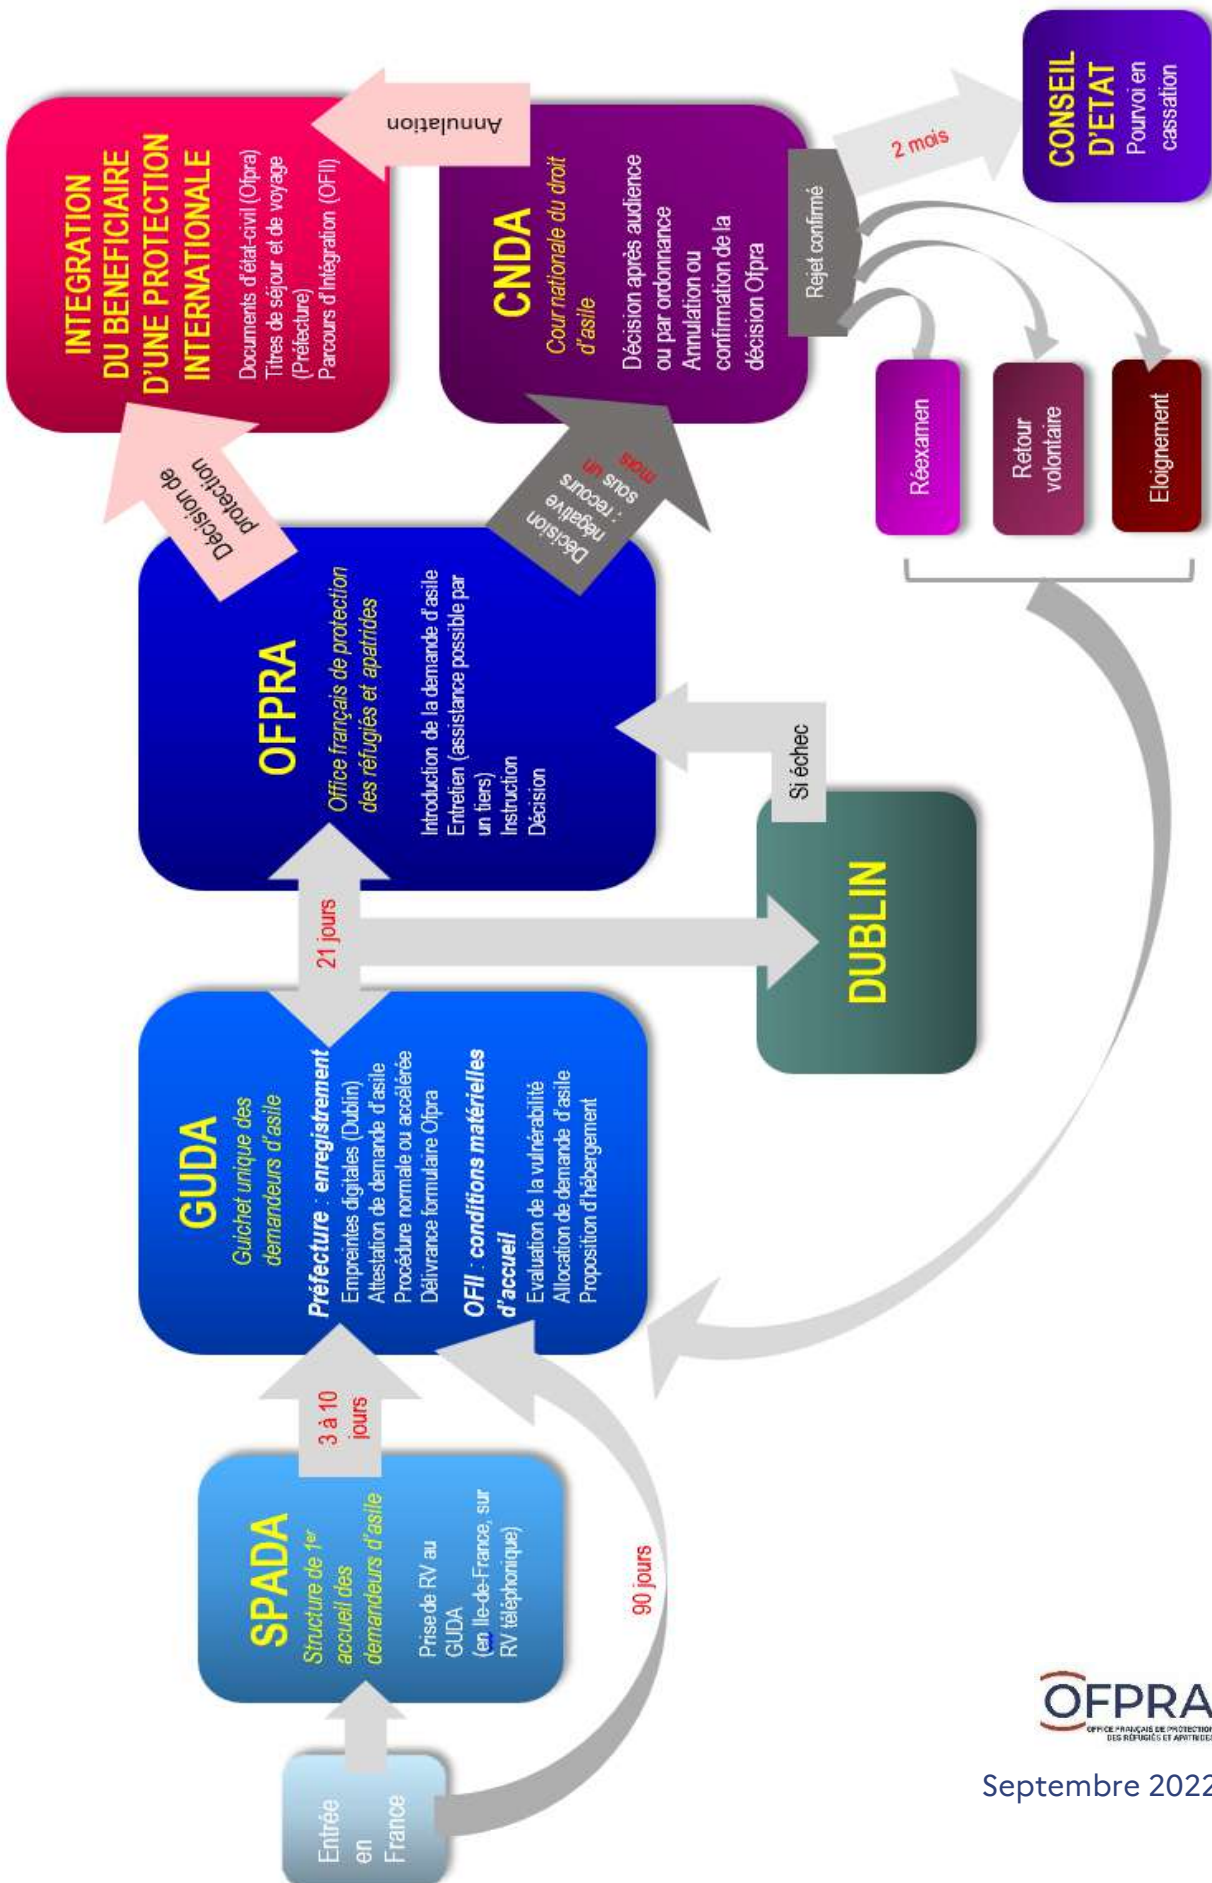 Entrée
en
France
SPADA
Structure de 1er
accueil des
demandeurs d'asile
Prise de RV au
GUDA
(en Ile-de-France, sur
RV téléphonique)
3 à 10
jours
90 jours
GUDA
Guichet unique des
demandeurs d'asile
Préfecture : enregistrement
Empreintes digitales (Dublin)
Attestation de demande d'asile
Procédure normale ou accélérée
Délivrance formulaire Ofpra
OFII : conditions matérielles
d'accueil
Evaluation de la vulnérabilité
Allocation de demande d'asile
Proposition d'hébergement
21 jours
DUBLIN
Si échec
OFPRA
Office français de protection
des réfugiés et apatrides
Introduction de la demande d'asile
Entretien (assistance possible par
un tiers)
Instruction
Décision
Décision de
protection
Décision
négative
: recours
sous un
mois
INTEGRATION
DU BENEFICIAIRE
D'UNE PROTECTION
INTERNATIONALE
Documents d'état-civil (Ofpra)
Titres de séjour et de voyage
(Préfecture)
Parcours d'Intégration (OFII)
Annulation
CNDA
Cour nationale du droit
d'asile
Décision après audience
ou par ordonnance
Annulation ou
confirmation de la
décision Ofpra
Rejet confirmé
2 mois
CONSEIL
D'ETAT
Pourvoi en
cassation
Réexamen
Retour
volontaire
Eloignement
OFPRA
OFFICE FRANÇAIS DE PROTECTION
DES RÉFUGIÉS ET APATRIDES
Septembre 2022